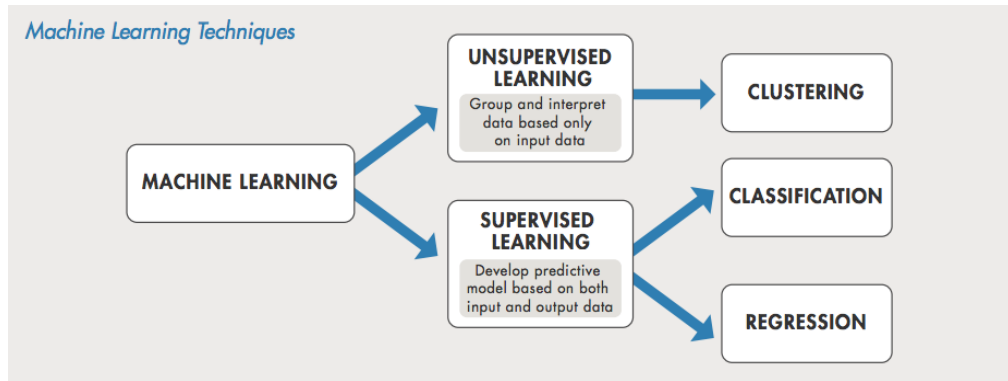 Machine Learning Techniques
UNSUPERVISED
LEARNING
Group and interpret
data based only
on input data
CLUSTERING
MACHINE LEARNING
SUPERVISED
LEARNING
Develop predictive
model based on both
input and output data
CLASSIFICATION
REGRESSION